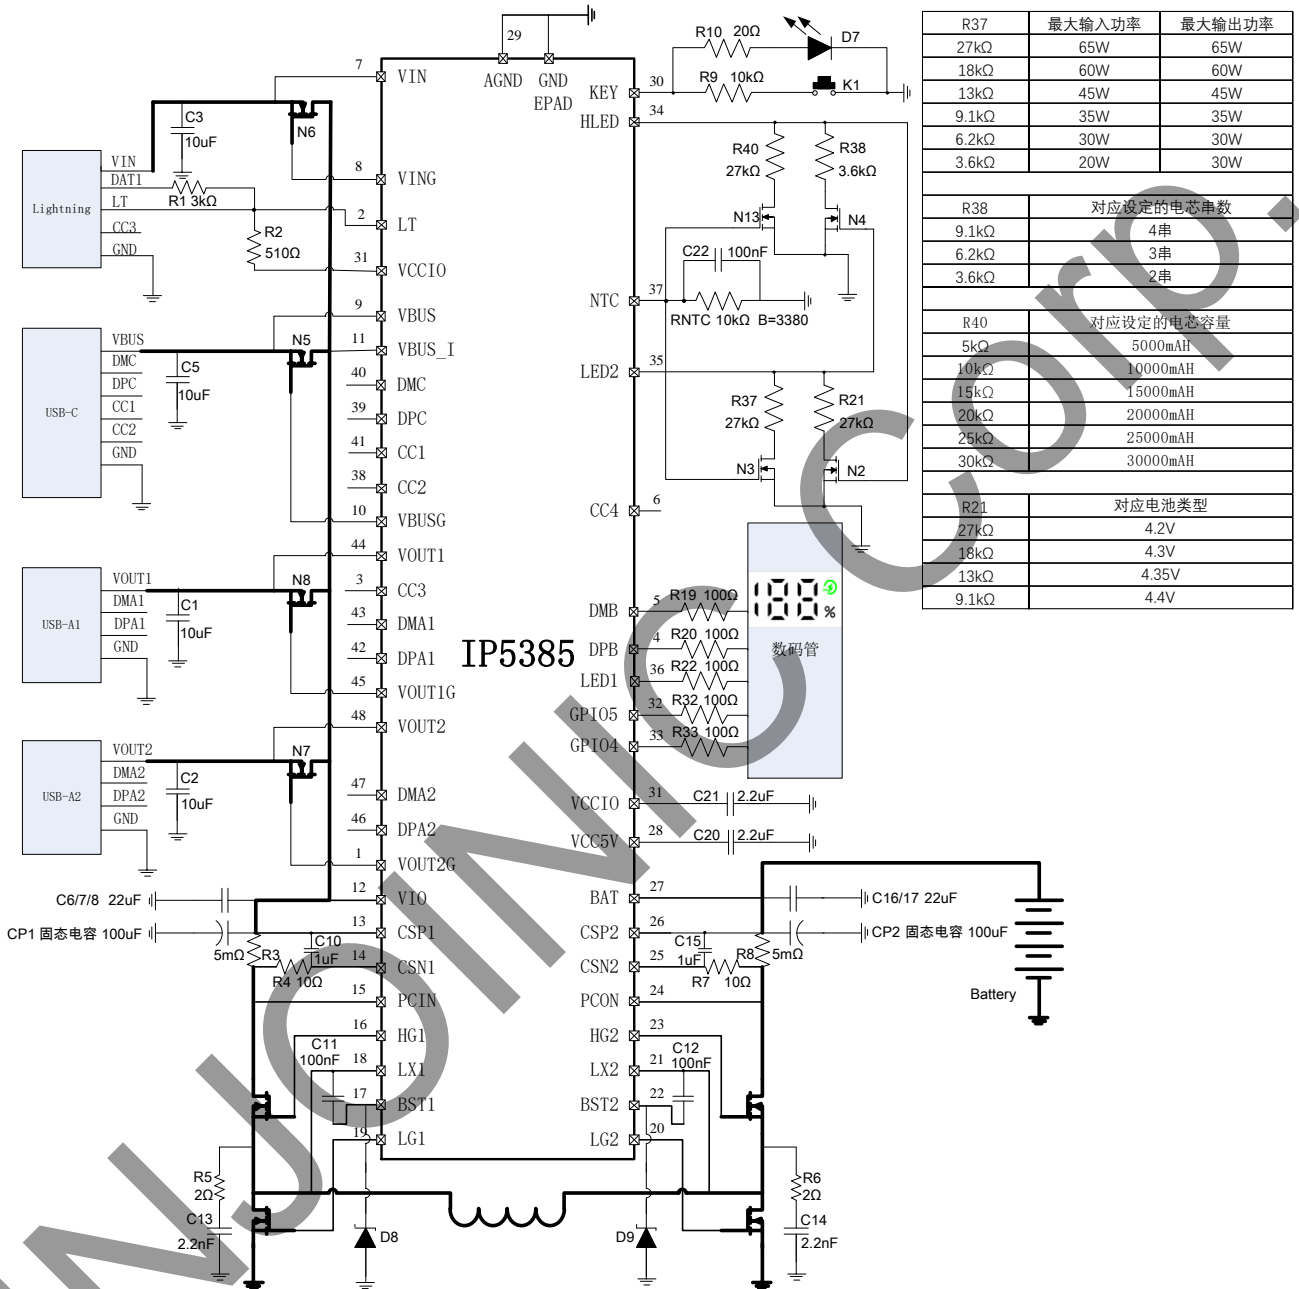 29
AGND GND
EPAD
7 VIN
8 VING
2 LT
31 VCCIO
9 VBUS
11 VBUS_I
40 DMC
39 DPC
41 CC1
38 CC2
10 VBUSG
44 VOUT1
3 CC3
43 DMA1
42 DPA1
45 VOUT1G
48 VOUT2
47 DMA2
46 DPA2
1 VOUT2G
12 VIO
13 CSP1
14 CSN1
15 PCIN
16 HG1
18 LX1
17 BST1
19 LG1
IP5385
KEY 30
HLED 34
NTC 37
LED2 35
CC4 6
DMB 5
DPB 4
LED1 36
GPIO5 32
GPIO4 33
VCCIO 31
VCC5V 28
BAT 27
CSP2 26
CSN2 25
PCON 24
HG2 23
LX2 21
BST2 22
LG2 20
Lightning
VIN
DAT1
LT
CC3
GND
C3
10uF
N6
R1 3kΩ
R2
510Ω
USB-C
VBUS
DMC
DPC
CC1
CC2
GND
C5
10uF
N5
USB-A1
VOUT1
DMA1
DPA1
GND
C1
10uF
N8
USB-A2
VOUT2
DMA2
DPA2
GND
C2
10uF
N7
C6/7/8 22uF
CP1 固态电容 100uF
5mΩ R3
C10
1uF
R4 10Ω
C11
100nF
R5
2Ω
C13
2.2nF
D8
R10 20Ω
D7
R9 10kΩ
K1
R40
27kΩ
R38
3.6kΩ
N13
N4
C22 100nF
RNTC 10kΩ B=3380
R37
27kΩ
R21
27kΩ
N3
N2
188%
数码管
R19 100Ω
R20 100Ω
R22 100Ω
R32 100Ω
R33 100Ω
C21 2.2uF
C20 2.2uF
C16/17 22uF
CP2 固态电容 100uF
C15
1uF
R8 5mΩ
R7 10Ω
Battery
C12
100nF
R6
2Ω
C14
2.2nF
D9
R37 最大输入功率 最大输出功率
27kΩ 65W 65W
18kΩ 60W 60W
13kΩ 45W 45W
9.1kΩ 35W 35W
6.2kΩ 30W 30W
3.6kΩ 20W 30W
R38 对应设定的电芯串数
9.1kΩ 4串
6.2kΩ 3串
3.6kΩ 2串
R40 对应设定的电芯容量
5kΩ 5000mAH
10kΩ 10000mAH
15kΩ 15000mAH
20kΩ 20000mAH
25kΩ 25000mAH
30kΩ 30000mAH
R21 对应电池类型
27kΩ 4.2V
18kΩ 4.3V
13kΩ 4.35V
9.1kΩ 4.4V
INJOINIC Corp.